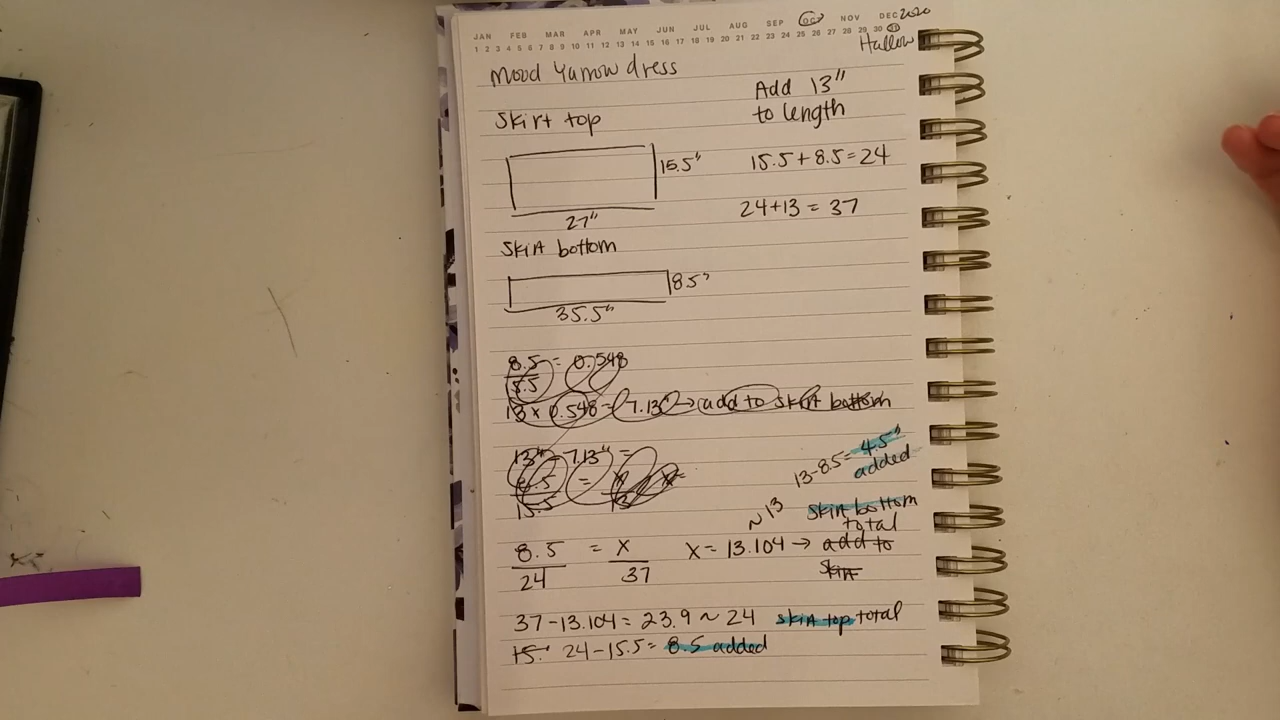 JAN FEB MAR APR MAY JUN JUL AUG SEP OCT NOV DEC 2020
1 2 3 4 5 6 7 8 9 10 11 12 13 14 15 16 17 18 19 20 21 22 23 24 25 26 27 28 29 30 31
Hallow
Mood Yarrow dress
Add 13"
to length
Skirt top
15.5"
15.5 + 8.5 = 24
27"
24 + 13 = 37
Skirt bottom
8.5"
35.5"
8.5 = 0.548
15.5
13 x 0.548 = 7.13" → add to skirt bottom
13" - 7.13" =
13 - 8.5 = 4.5"
added
8.5 = x
15.5 13
~ 13
Skirt bottom
total
8.5 = x
24 37
x = 13.104 → add to
skirt
37 - 13.104 = 23.9 ~ 24 skirt top total
15. 24 - 15.5 = 8.5 added